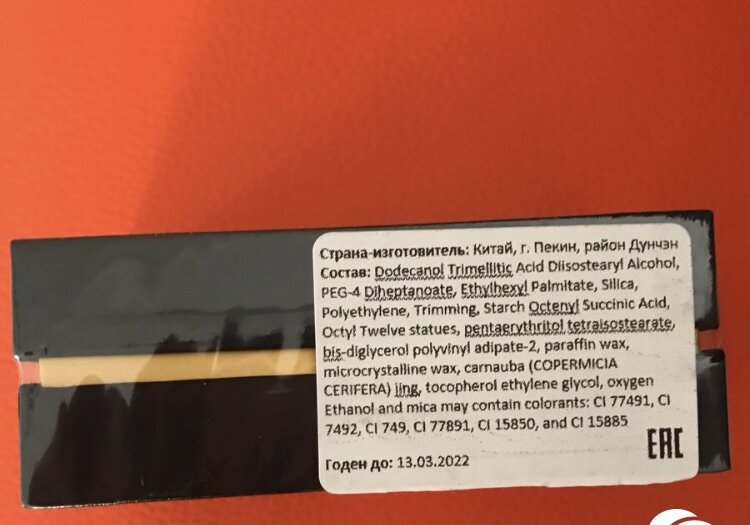 Страна-изготовитель: Китай, г. Пекин, район Дунчэн
Состав: Dodecanol Trimellitic Acid Diisostearyl Alcohol,
PEG-4 Diheptanoate, Ethylhexyl Palmitate, Silica,
Polyethylene, Trimming, Starch Octenyl Succinic Acid,
Octyl Twelve statues, pentaerythritol tetraisostearate,
bis-diglycerol polyvinyl adipate-2, paraffin wax,
microcrystalline wax, carnauba (COPERMICIA
CERIFERA) jing, tocopherol ethylene glycol, oxygen
Ethanol and mica may contain colorants: CI 77491, CI
7492, CI 749, CI 77891, CI 15850, and CI 15885
EAC
Годен до: 13.03.2022